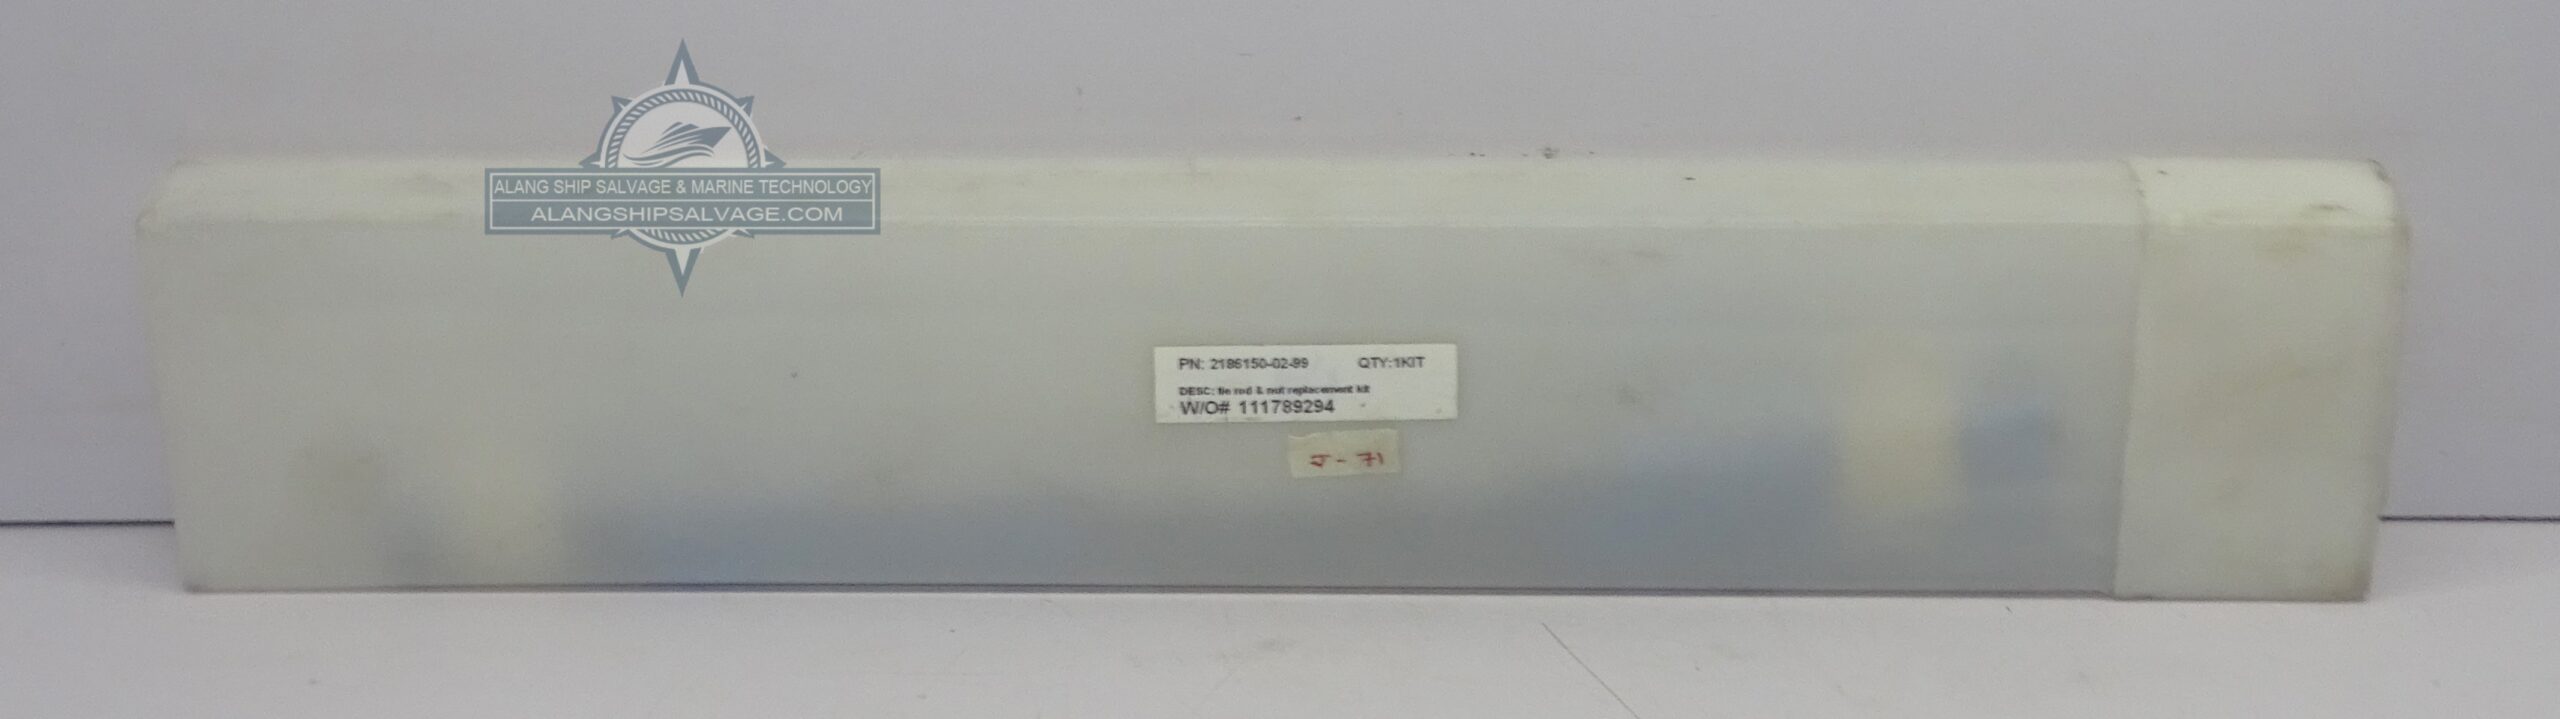 ALANG SHIP SALVAGE & MARINE TECHNOLOGY
ALANGSHIPSALVAGE.COM
PN: 2186150-02-99 QTY:1KIT
DESC: tie rod & nut replacement kit
W/O# 111789294
J-71